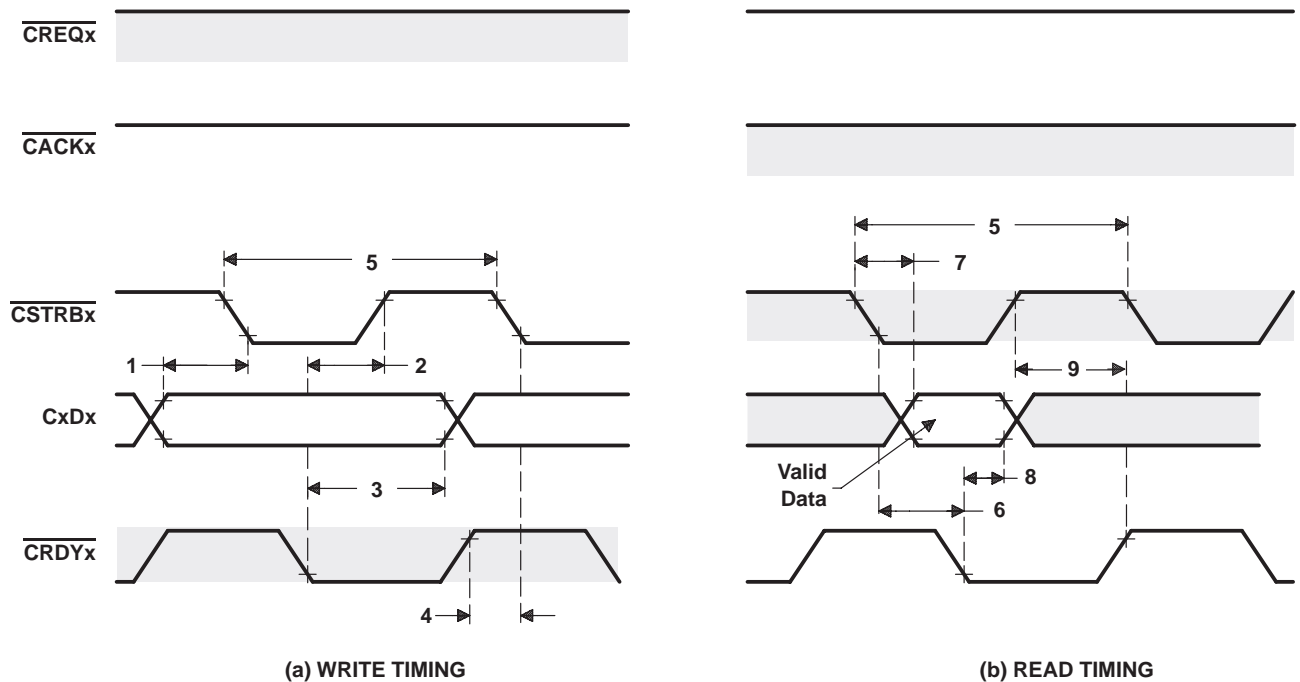 CREQx
CACKx
CSTRBx
CxDx
CRDYx
5
1
2
3
4
(a) WRITE TIMING
5
7
9
Valid
Data
8
6
(b) READ TIMING